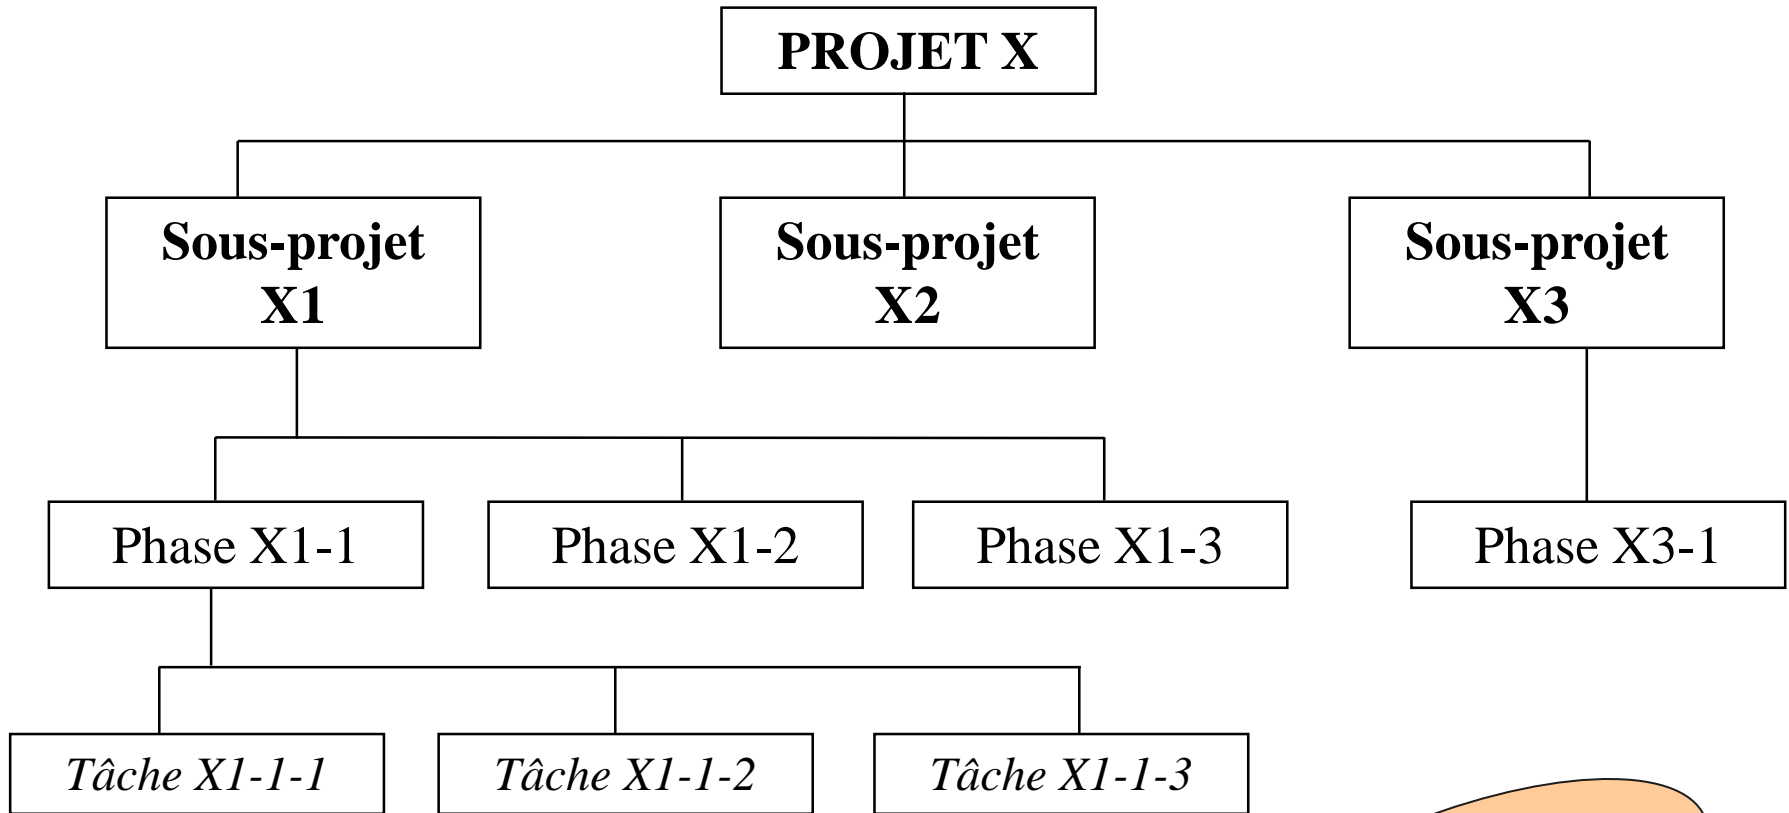 PROJET X
Sous-projet
X1
Sous-projet
X2
Sous-projet
X3
Phase X1-1
Phase X1-2
Phase X1-3
Phase X3-1
Tâche X1-1-1
Tâche X1-1-2
Tâche X1-1-3